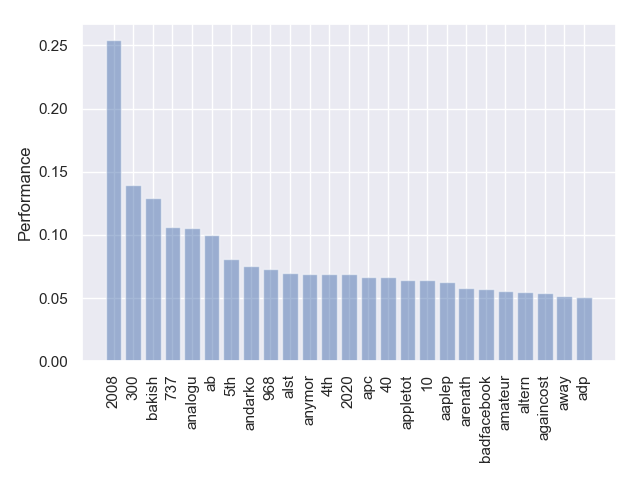 0.25
0.20
0.15
0.10
0.05
0.00
Performance
2008
300
bakish
737
analogu
ab
5th
andarko
968
alst
anymor
4th
2020
apc
40
appletot
10
aaplep
arenath
badfacebook
amateur
altern
againcost
away
adp